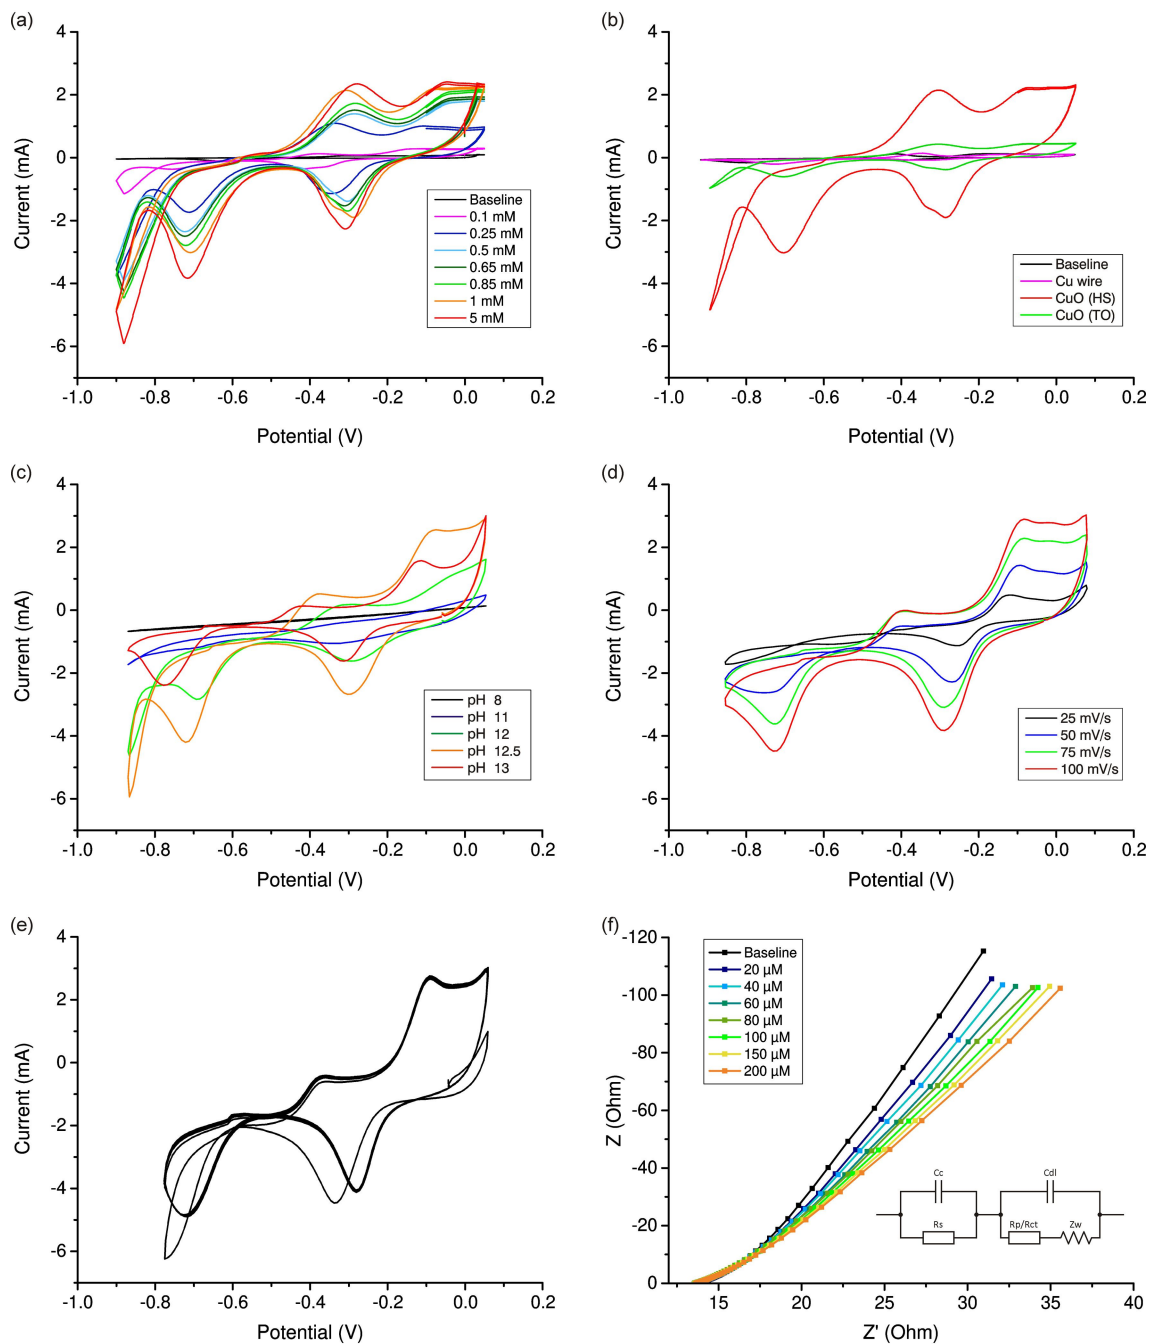 (a)
4
2
0
-2
-4
-6
-1.0 -0.8 -0.6 -0.4 -0.2 0.0 0.2
Current (mA)
Potential (V)
Baseline
0.1 mM
0.25 mM
0.5 mM
0.65 mM
0.85 mM
1 mM
5 mM
(b)
4
2
0
-2
-4
-6
-1.0 -0.8 -0.6 -0.4 -0.2 0.0 0.2
Current (mA)
Potential (V)
Baseline
Cu wire
CuO (HS)
CuO (TO)
(c)
4
2
0
-2
-4
-6
-1.0 -0.8 -0.6 -0.4 -0.2 0.0 0.2
Current (mA)
Potential (V)
pH 8
pH 11
pH 12
pH 12.5
pH 13
(d)
4
2
0
-2
-4
-6
-1.0 -0.8 -0.6 -0.4 -0.2 0.0 0.2
Current (mA)
Potential (V)
25 mV/s
50 mV/s
75 mV/s
100 mV/s
(e)
4
2
0
-2
-4
-6
-1.0 -0.8 -0.6 -0.4 -0.2 0.0 0.2
Current (mA)
Potential (V)
(f)
-120
-100
-80
-60
-40
-20
0
15 20 25 30 35 40
Z (Ohm)
Z' (Ohm)
Baseline
20 µM
40 µM
60 µM
80 µM
100 µM
150 µM
200 µM
Cc
Cdl
Rs
Rp/Rct
Zw